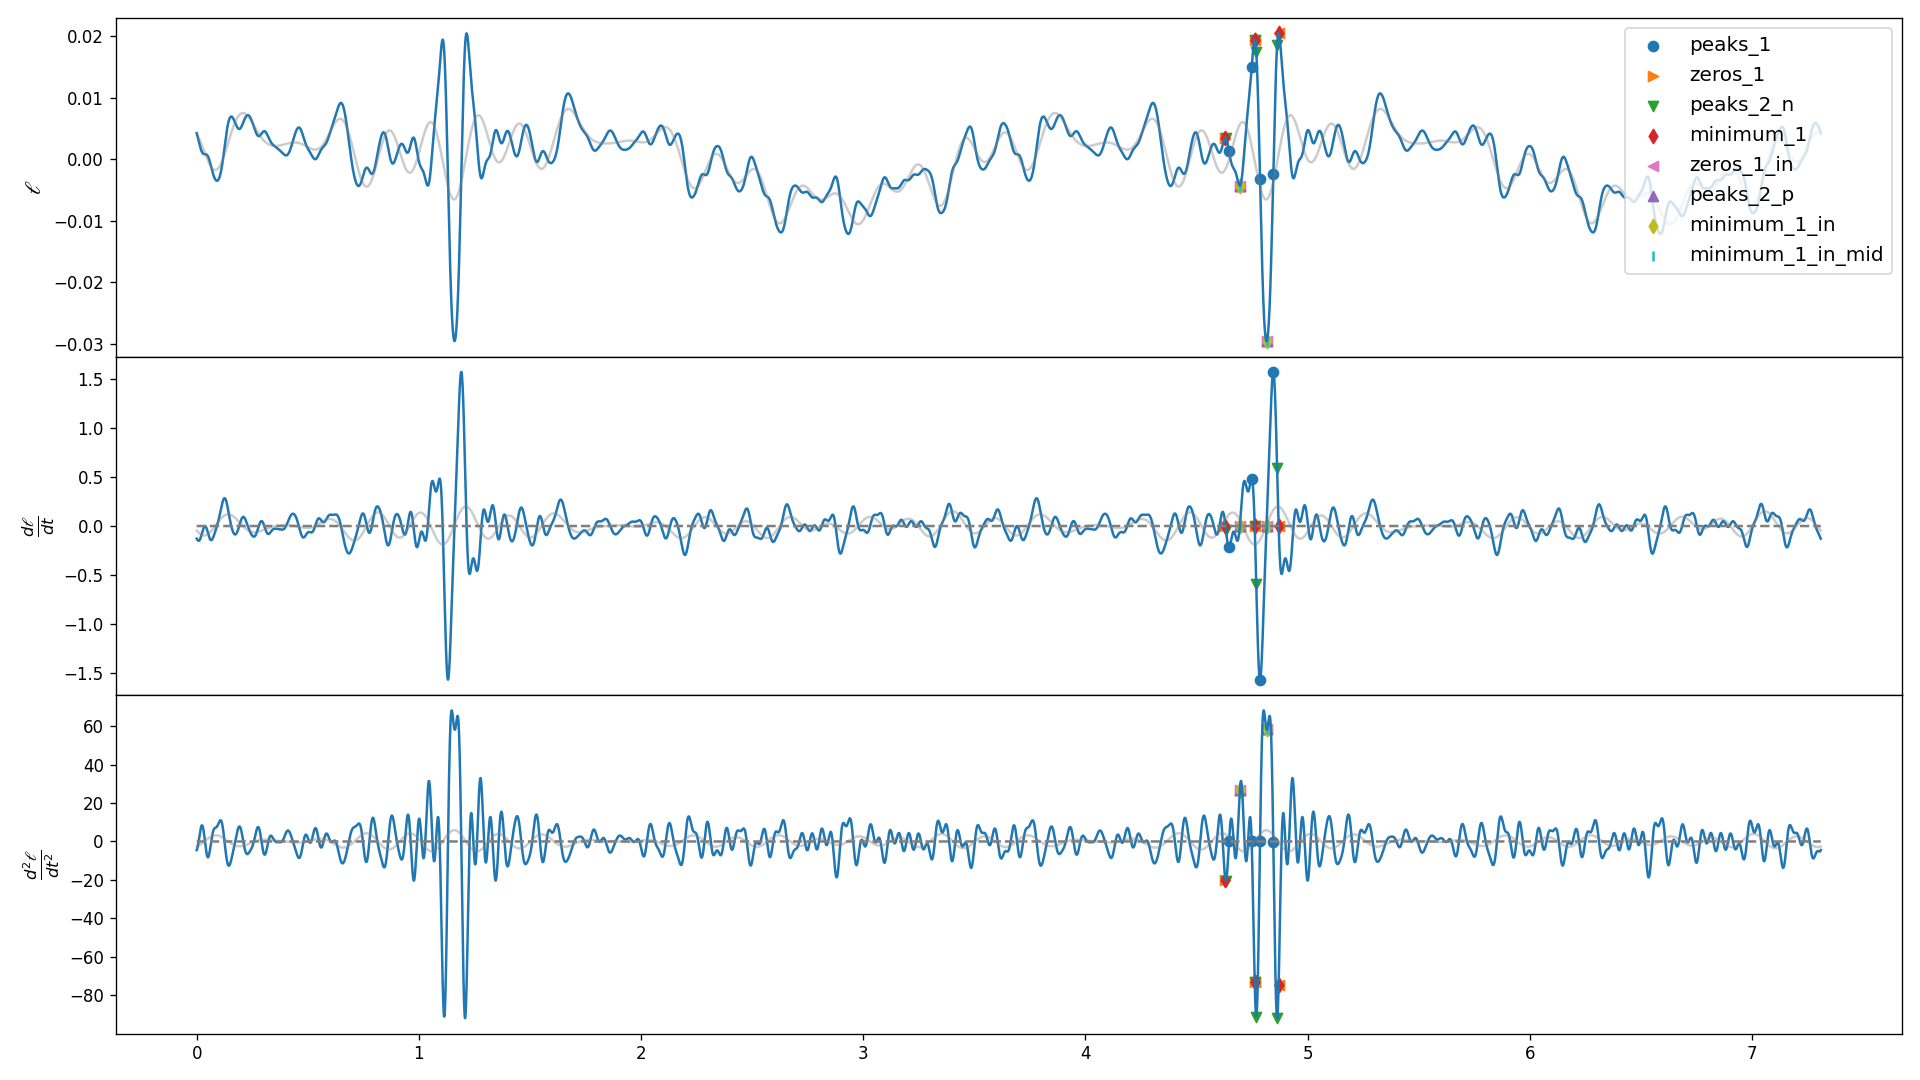 0.02
0.01
0.00
−0.01
−0.02
−0.03
ℓ
peaks_1
zeros_1
peaks_2_n
minimum_1
zeros_1_in
peaks_2_p
minimum_1_in
minimum_1_in_mid
1.5
1.0
0.5
0.0
−0.5
−1.0
−1.5
dℓ
dt
60
40
20
0
−20
−40
−60
−80
d²ℓ
dt²
0 1 2 3 4 5 6 7